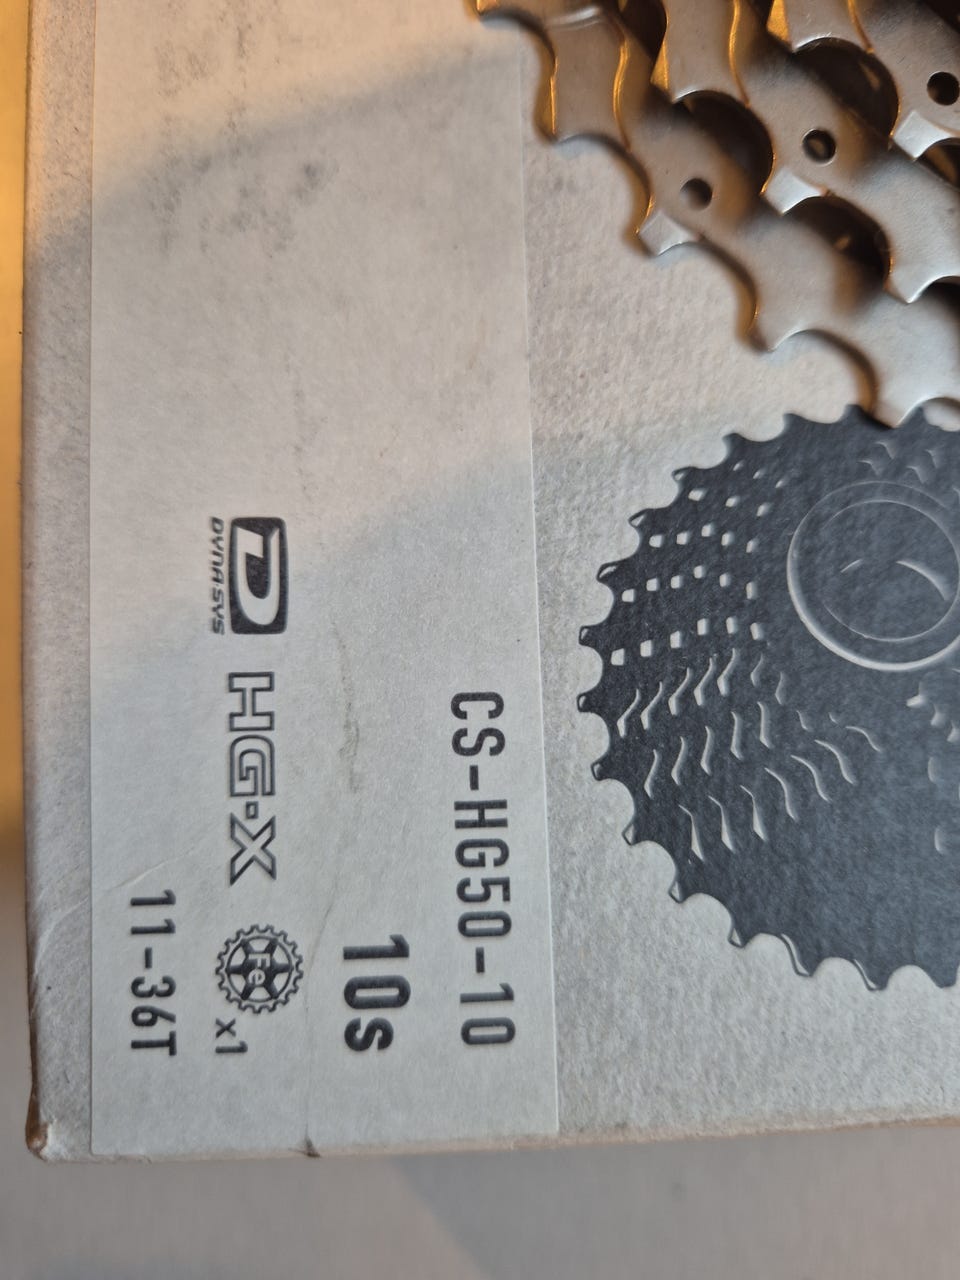 CS-HG50-10
10s
DYNA-SYS HG-X Fe x1
11-36T